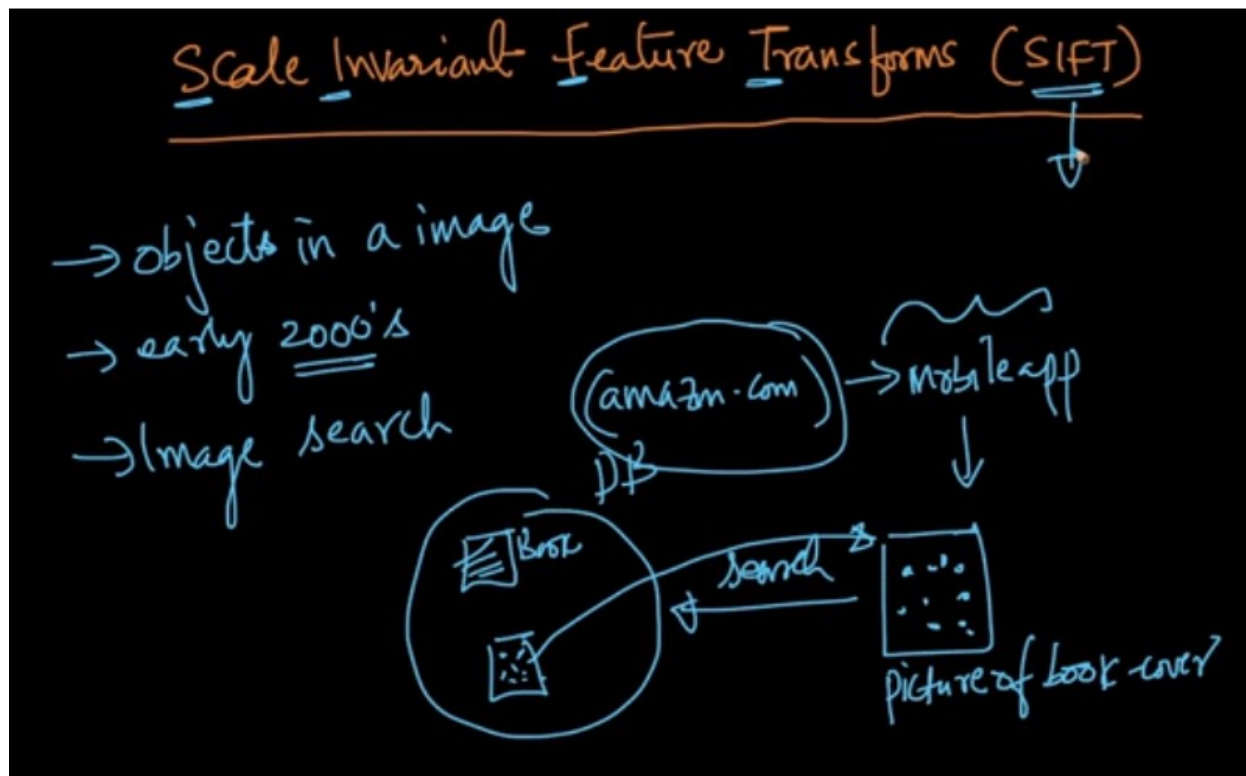 Scale Invariant Feature Transforms (SIFT)
→ objects in a image
→ early 2000's
→ Image search
(amazon.com) → mobile app
DB
Book
search
picture of book-cover